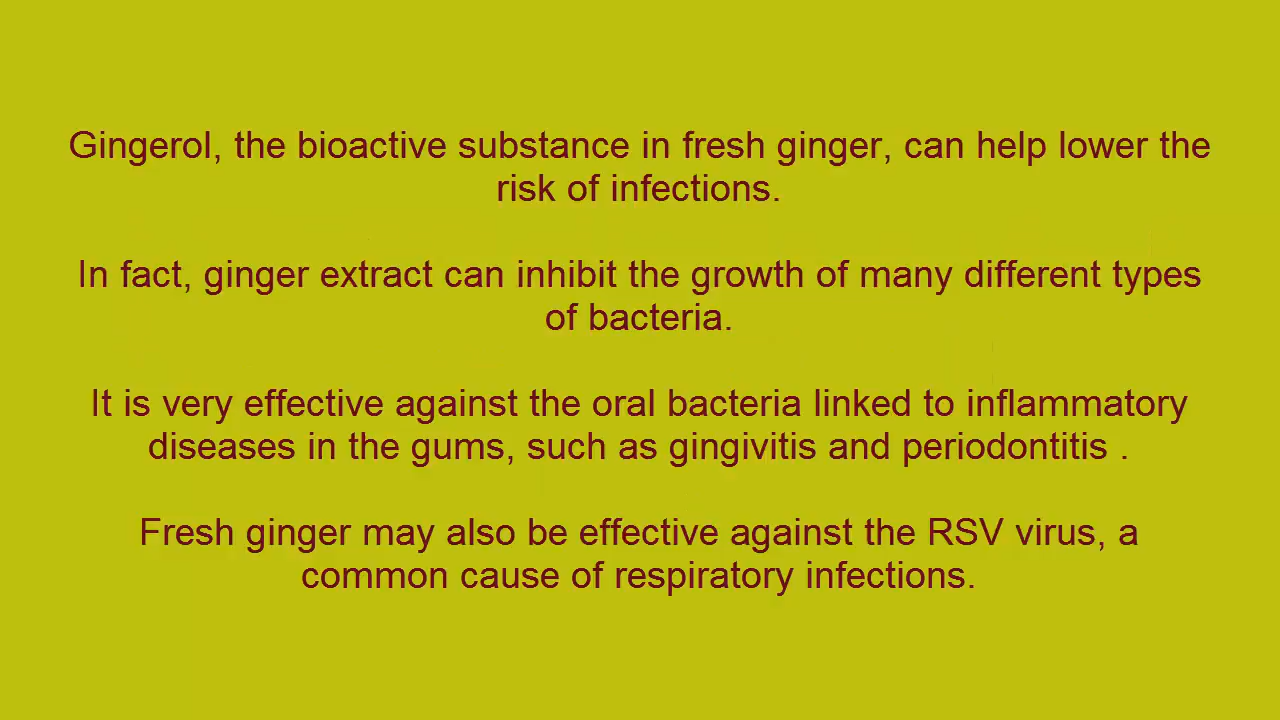 Gingerol, the bioactive substance in fresh ginger, can help lower the
risk of infections.
In fact, ginger extract can inhibit the growth of many different types
of bacteria.
It is very effective against the oral bacteria linked to inflammatory
diseases in the gums, such as gingivitis and periodontitis .
Fresh ginger may also be effective against the RSV virus, a
common cause of respiratory infections.